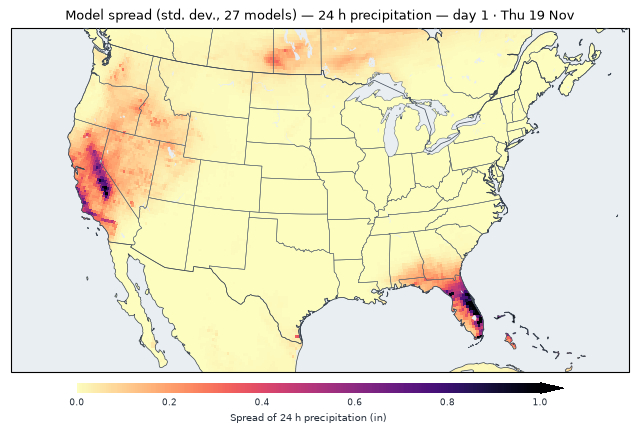 Model spread (std. dev., 27 models) — 24 h precipitation — day 1 · Thu 19 Nov
0.0 0.2 0.4 0.6 0.8 1.0
Spread of 24 h precipitation (in)